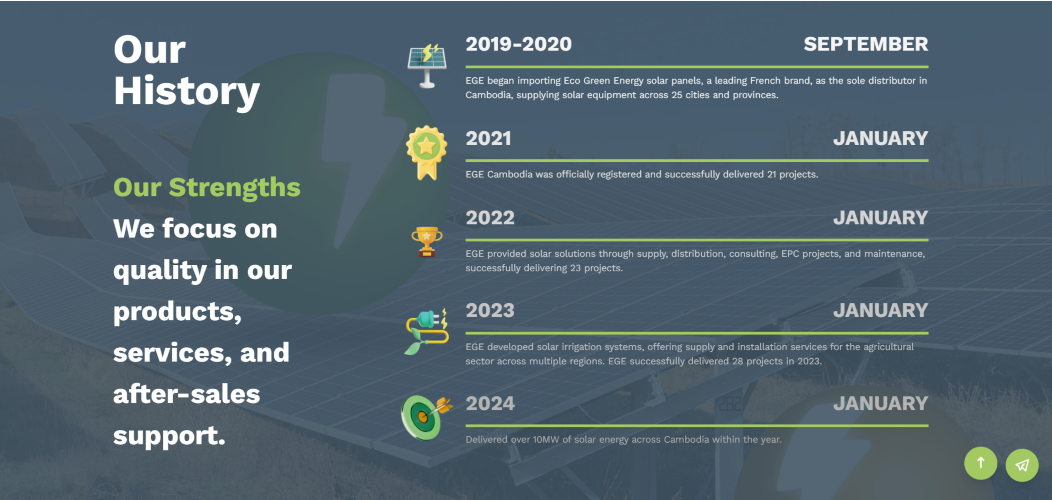 Our
History
Our Strengths
We focus on
quality in our
products,
services, and
after-sales
support.
2019-2020 SEPTEMBER
EGE began importing Eco Green Energy solar panels, a leading French brand, as the sole distributor in
Cambodia, supplying solar equipment across 25 cities and provinces.
2021 JANUARY
EGE Cambodia was officially registered and successfully delivered 21 projects.
2022 JANUARY
EGE provided solar solutions through supply, distribution, consulting, EPC projects, and maintenance,
successfully delivering 23 projects.
2023 JANUARY
EGE developed solar irrigation systems, offering supply and installation services for the agricultural
sector across multiple regions. EGE successfully delivered 28 projects in 2023.
2024 JANUARY
Delivered over 10MW of solar energy across Cambodia within the year.